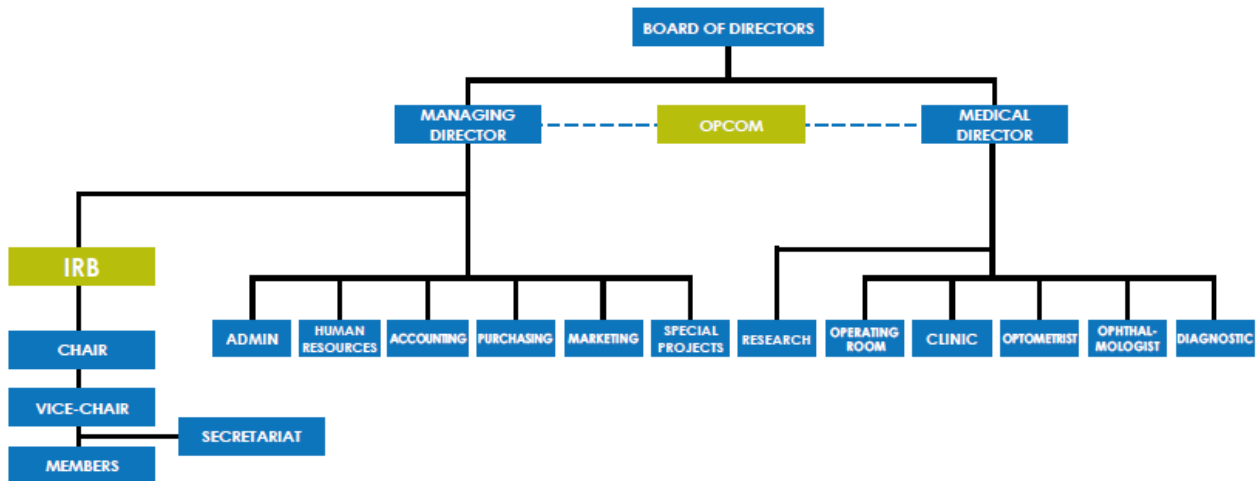 BOARD OF DIRECTORS
MANAGING
DIRECTOR
OPCOM
MEDICAL
DIRECTOR
IRB
CHAIR
VICE-CHAIR
SECRETARIAT
MEMBERS
ADMIN
HUMAN
RESOURCES
ACCOUNTING
PURCHASING
MARKETING
SPECIAL
PROJECTS
RESEARCH
OPERATING
ROOM
CLINIC
OPTOMETRIST
OPHTHAL-
MOLOGIST
DIAGNOSTIC